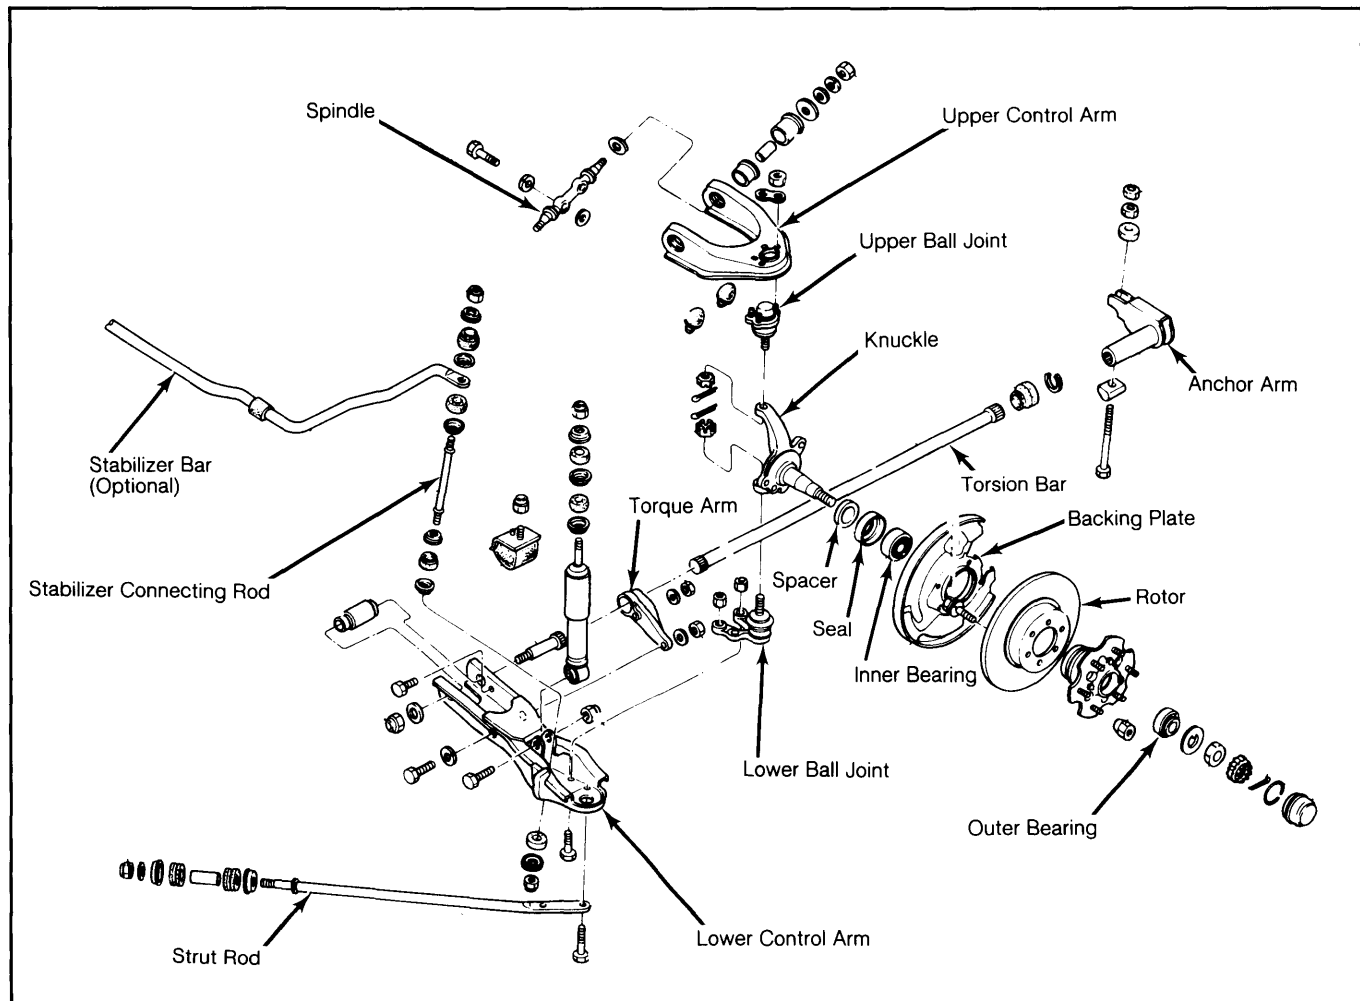 Spindle
Upper Control Arm
Upper Ball Joint
Knuckle
Anchor Arm
Stabilizer Bar
(Optional)
Torque Arm
Torsion Bar
Backing Plate
Stabilizer Connecting Rod
Spacer
Rotor
Seal
Inner Bearing
Lower Ball Joint
Outer Bearing
Lower Control Arm
Strut Rod